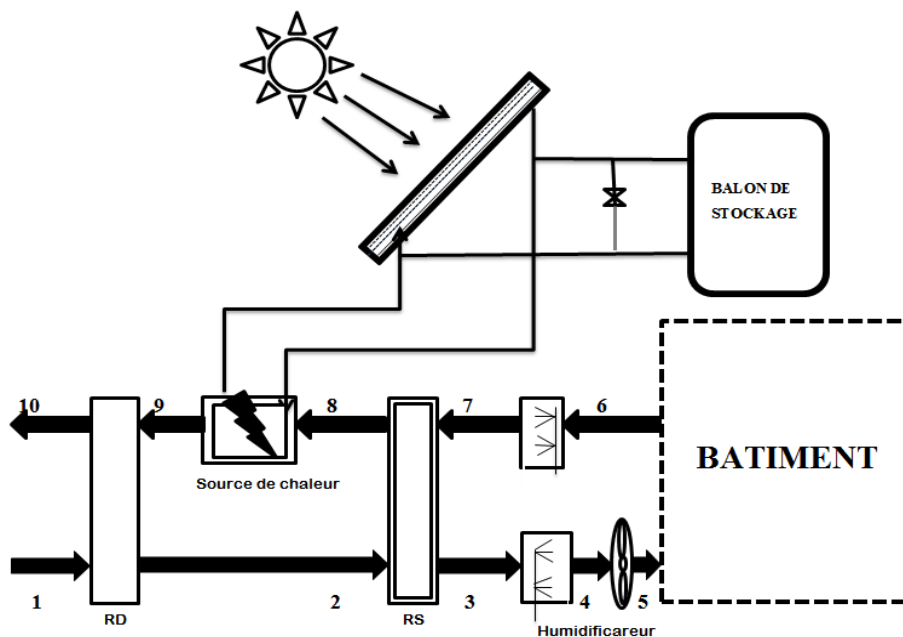 BALON DE
STOCKAGE
10
9
8
7
6
Source de chaleur
BATIMENT
1
RD
2
RS
3
4
5
Humidificareur